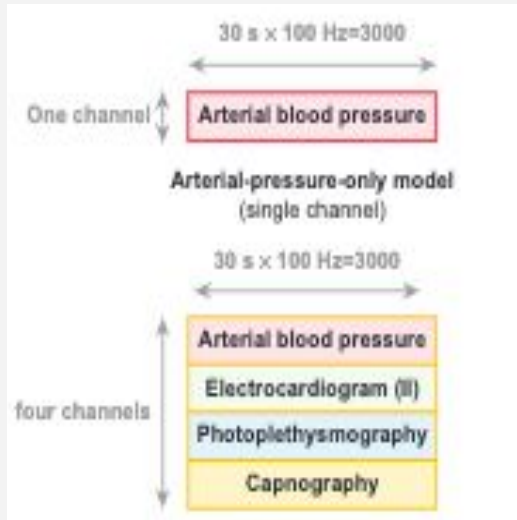 30 s × 100 Hz=3000
One channel
Arterial blood pressure
Arterial-pressure-only model
(single channel)
30 s × 100 Hz=3000
four channels
Arterial blood pressure
Electrocardiogram (II)
Photoplethysmography
Capnography